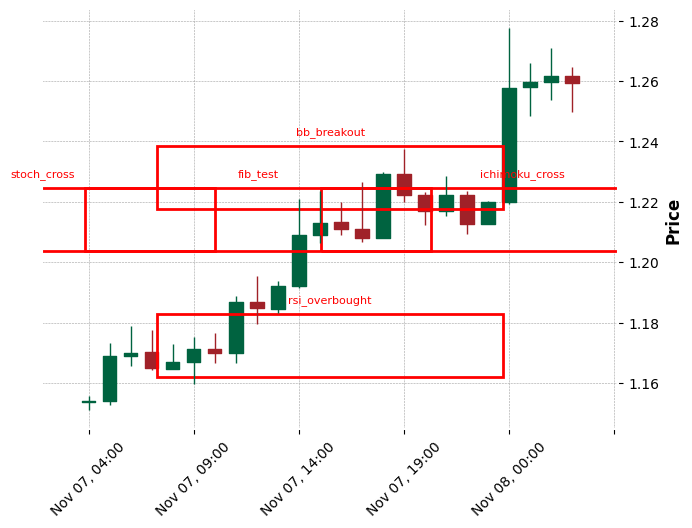 1.28
1.26
bb_breakout
1.24
stoch_cross
fib_test
ichimoku_cross
1.22
Price
1.20
rsi_overbought
1.18
1.16
Nov 07, 04:00
Nov 07, 09:00
Nov 07, 14:00
Nov 07, 19:00
Nov 08, 00:00